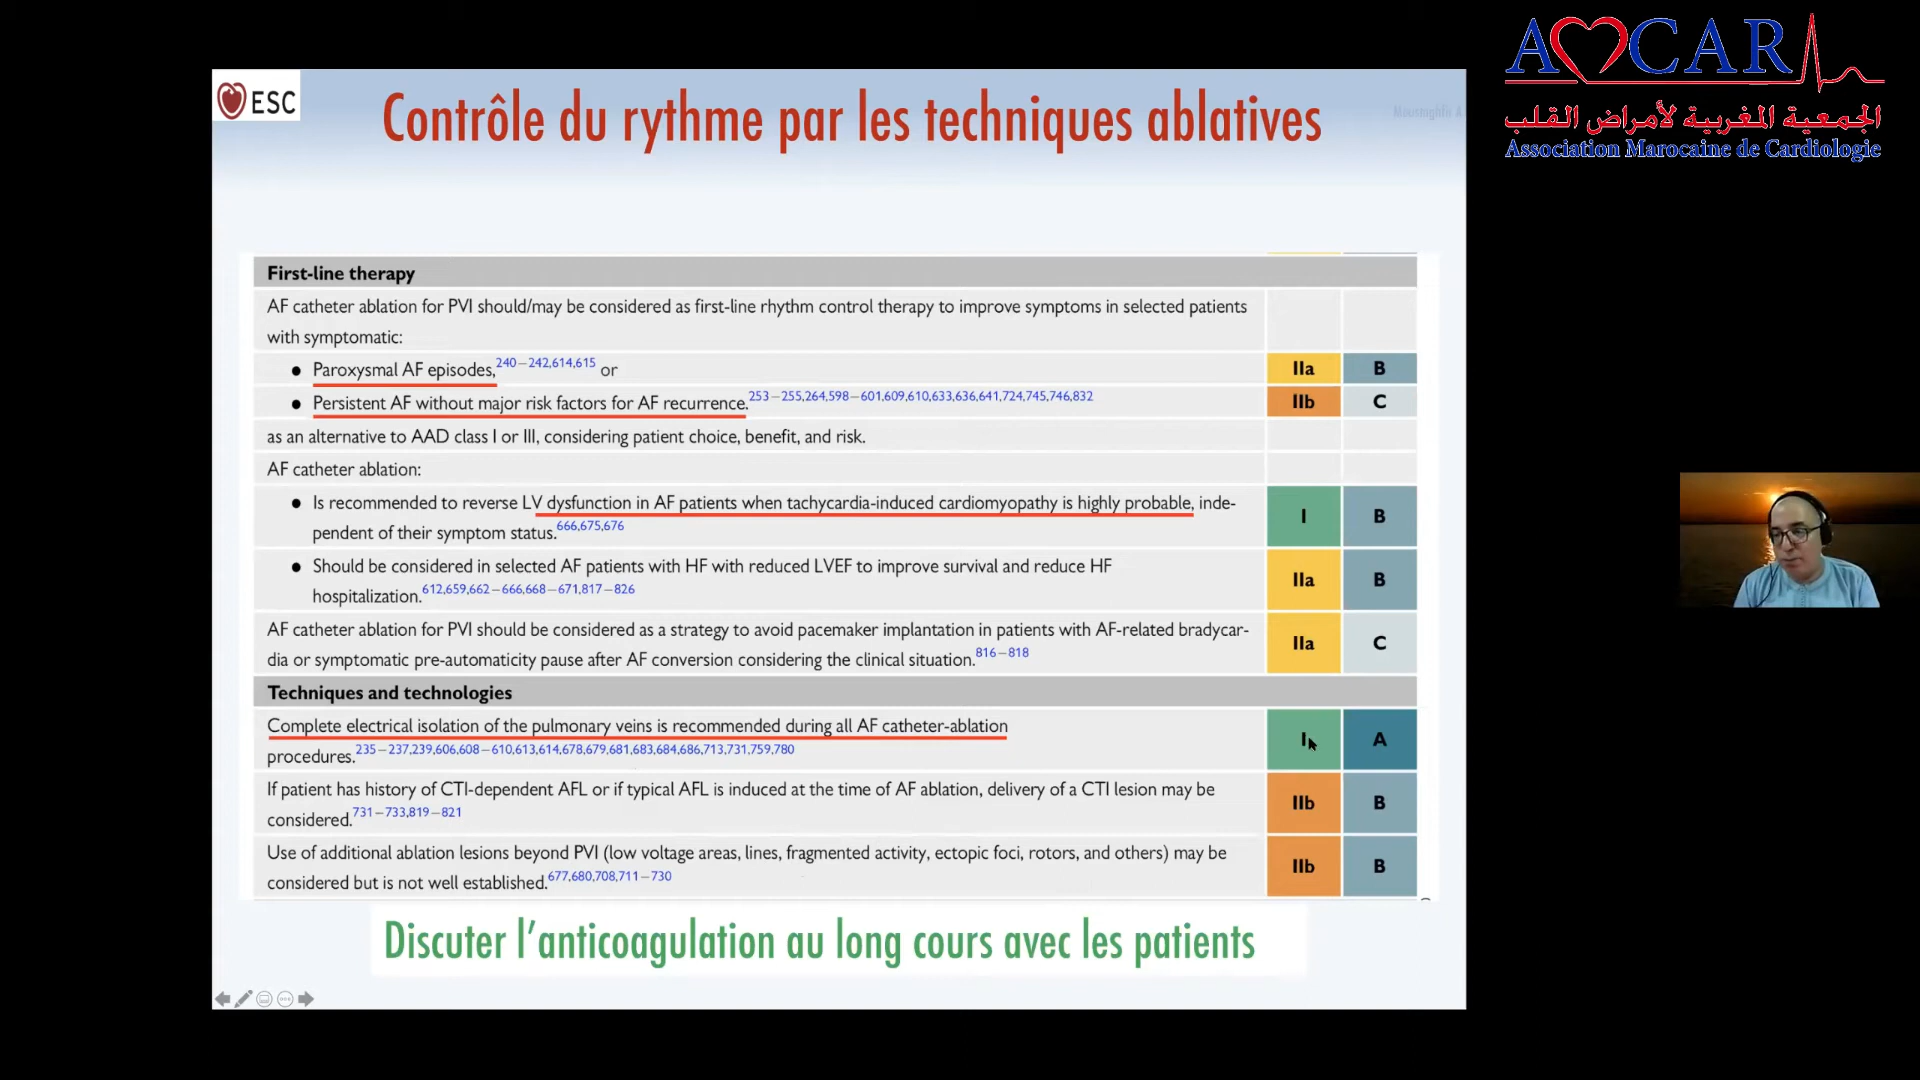 AMCAR
الجمعية المغربية لأمراض القلب
Association Marocaine de Cardiologie
ESC
Contrôle du rythme par les techniques ablatives
First-line therapy
AF catheter ablation for PVI should/may be considered as first-line rhythm control therapy to improve symptoms in selected patients
with symptomatic:
● Paroxysmal AF episodes,240–242,614,615 or IIa B
● Persistent AF without major risk factors for AF recurrence.253–255,264,598–601,609,610,633,636,641,724,745,746,832 IIb C
as an alternative to AAD class I or III, considering patient choice, benefit, and risk.
AF catheter ablation:
● Is recommended to reverse LV dysfunction in AF patients when tachycardia-induced cardiomyopathy is highly probable, inde-
pendent of their symptom status.666,675,676 I B
● Should be considered in selected AF patients with HF with reduced LVEF to improve survival and reduce HF
hospitalization.612,659,662–666,668–671,817–826 IIa B
AF catheter ablation for PVI should be considered as a strategy to avoid pacemaker implantation in patients with AF-related bradycar-
dia or symptomatic pre-automaticity pause after AF conversion considering the clinical situation.816–818 IIa C
Techniques and technologies
Complete electrical isolation of the pulmonary veins is recommended during all AF catheter-ablation
procedures.235–237,239,606,608–610,613,614,678,679,681,683,684,686,713,731,759,780 I A
If patient has history of CTI-dependent AFL or if typical AFL is induced at the time of AF ablation, delivery of a CTI lesion may be
considered.731–733,819–821 IIb B
Use of additional ablation lesions beyond PVI (low voltage areas, lines, fragmented activity, ectopic foci, rotors, and others) may be
considered but is not well established.677,680,708,711–730 IIb B
Discuter l'anticoagulation au long cours avec les patients